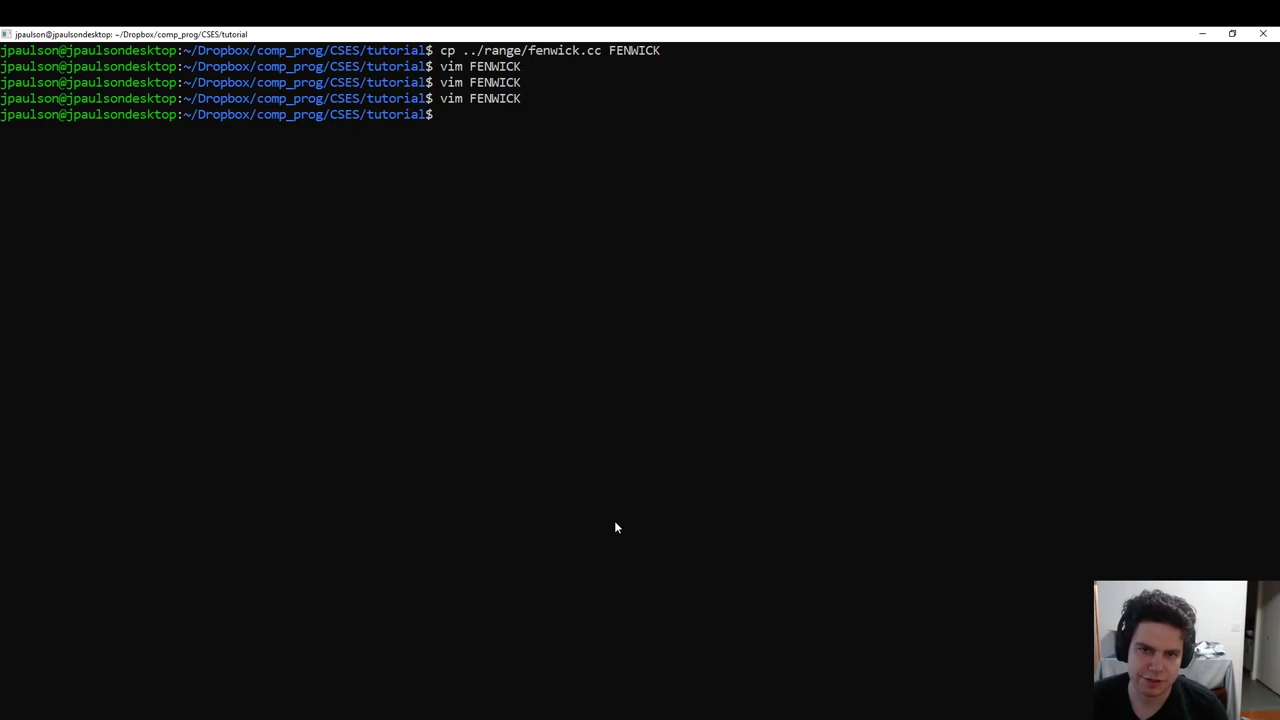 jpaulson@jpaulsondesktop: ~/Dropbox/comp_prog/CSES/tutorial
jpaulson@jpaulsondesktop:~/Dropbox/comp_prog/CSES/tutorial$ cp ../range/fenwick.cc FENWICK
jpaulson@jpaulsondesktop:~/Dropbox/comp_prog/CSES/tutorial$ vim FENWICK
jpaulson@jpaulsondesktop:~/Dropbox/comp_prog/CSES/tutorial$ vim FENWICK
jpaulson@jpaulsondesktop:~/Dropbox/comp_prog/CSES/tutorial$ vim FENWICK
jpaulson@jpaulsondesktop:~/Dropbox/comp_prog/CSES/tutorial$